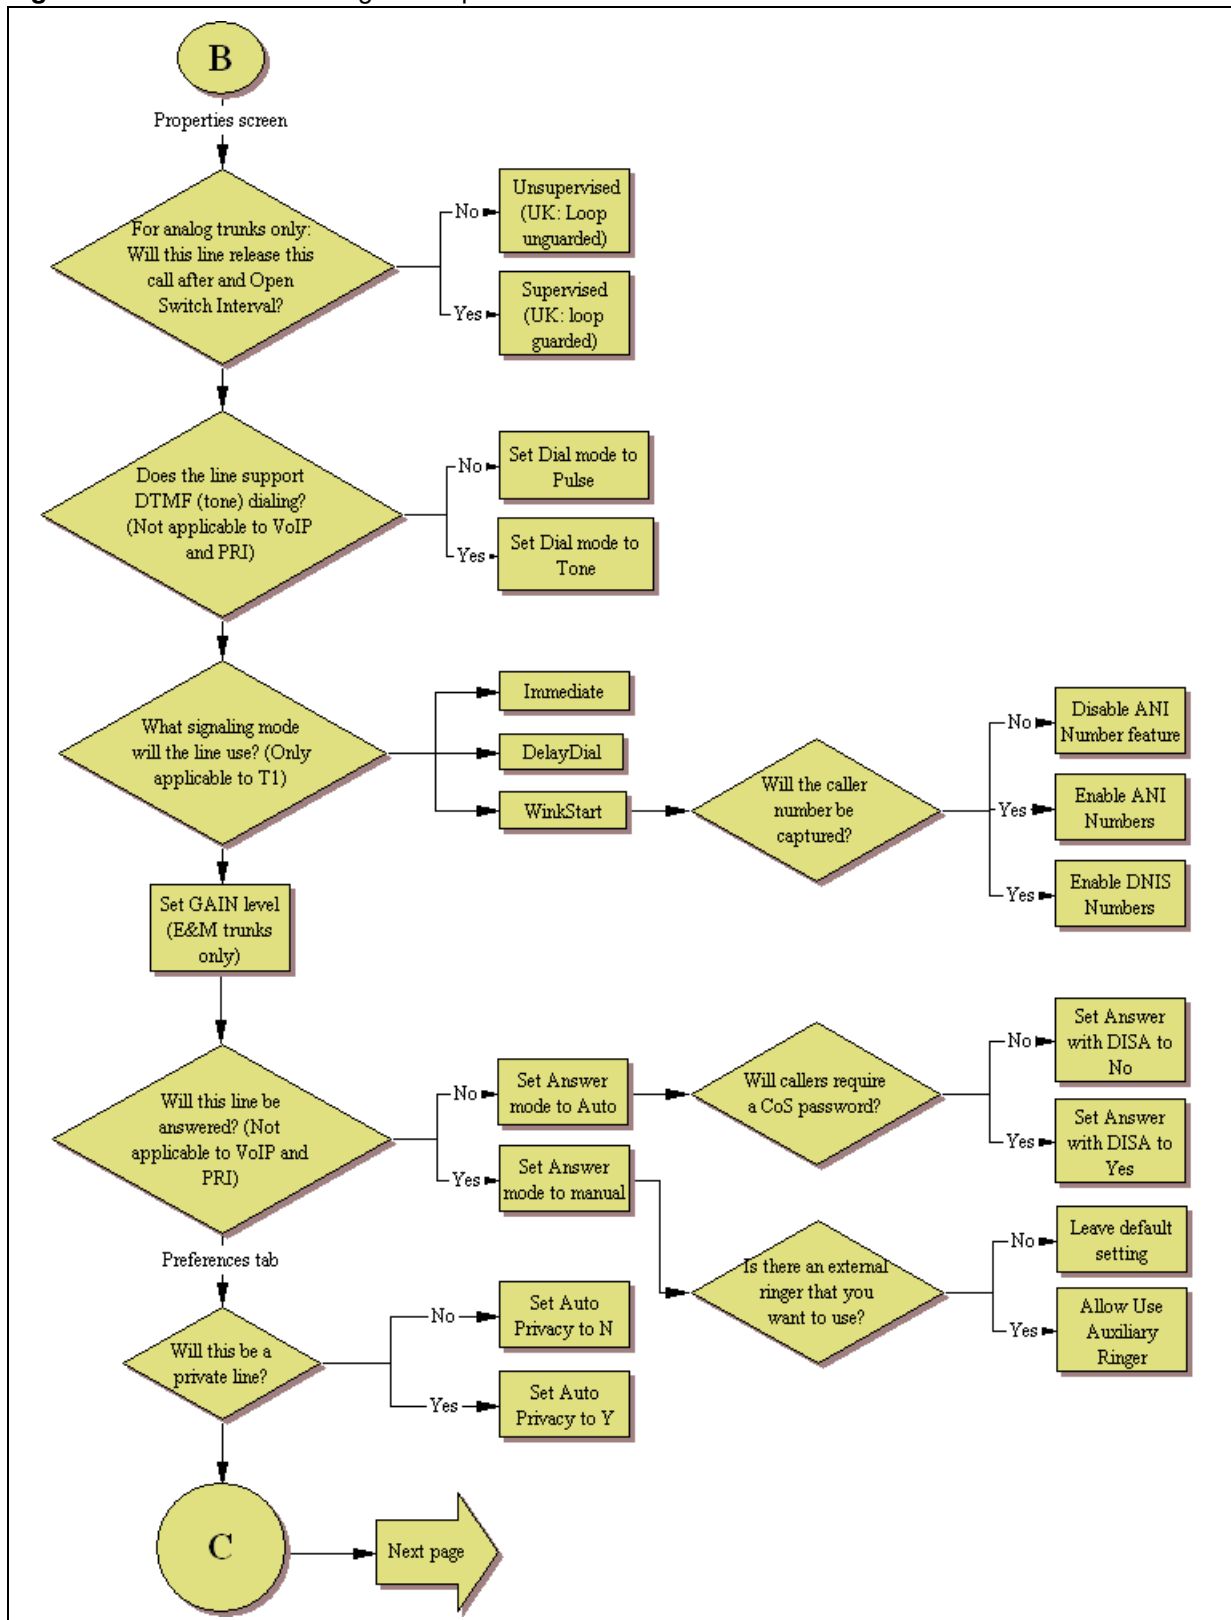 B
Properties screen
For analog trunks only:
Will this line release this
call after and Open
Switch Interval?
No
Unsupervised
(UK: Loop
unguarded)
Yes
Supervised
(UK: loop
guarded)
Does the line support
DTMF (tone) dialing?
(Not applicable to VoIP
and PRI)
No
Set Dial mode to
Pulse
Yes
Set Dial mode to
Tone
What signaling mode
will the line use? (Only
applicable to T1)
Immediate
DelayDial
WinkStart
Will the caller
number be
captured?
No
Disable ANI
Number feature
Yes
Enable ANI
Numbers
Yes
Enable DNIS
Numbers
Set GAIN level
(E&M trunks
only)
Will this line be
answered? (Not
applicable to VoIP and
PRI)
No
Set Answer
mode to Auto
Yes
Set Answer
mode to manual
Will callers require
a CoS password?
No
Set Answer
with DISA to
No
Yes
Set Answer
with DISA to
Yes
Is there an external
ringer that you
want to use?
No
Leave default
setting
Yes
Allow Use
Auxiliary
Ringer
Preferences tab
Will this be a
private line?
No
Set Auto
Privacy to N
Yes
Set Auto
Privacy to Y
C
Next page